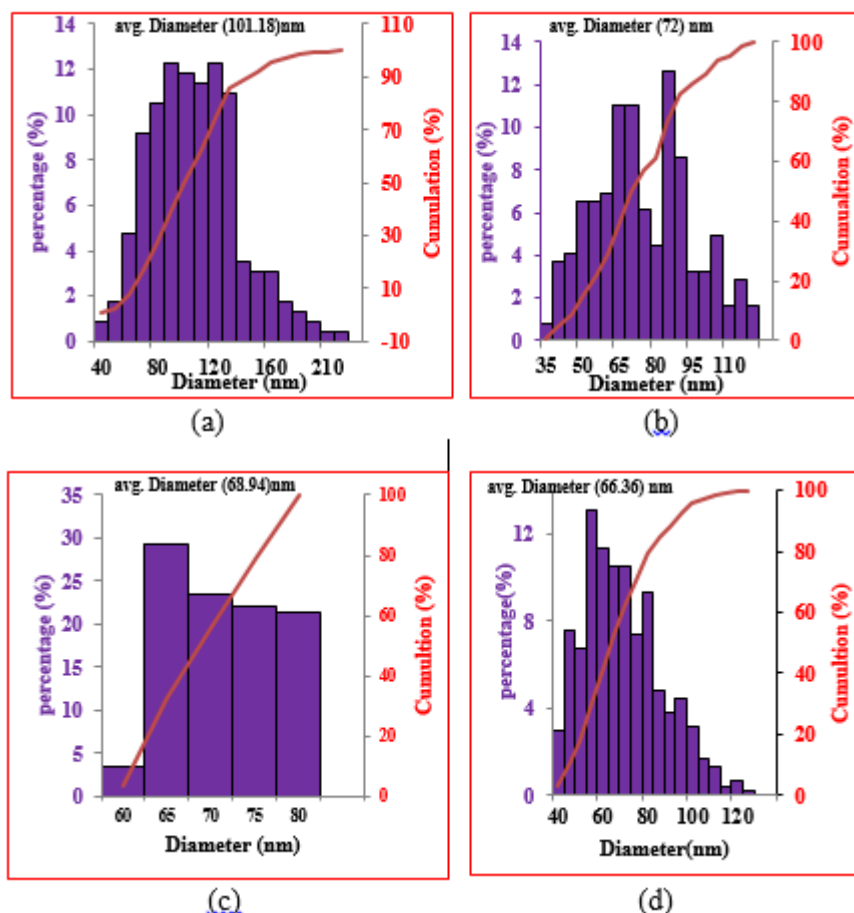 avg. Diameter (101.18)nm
14
12
10
8
6
4
2
0
percentage (%)
110
90
70
50
30
10
-10
Cumulation (%)
40 80 120 160 210
Diameter (nm)
(a)
avg. Diameter (72) nm
14
12
10
8
6
4
2
0
percentage (%)
100
80
60
40
20
0
Cumualtion (%)
35 50 65 80 95 110
Diameter (nm)
(b)
avg. Diameter (68.94)nm
35
30
25
20
15
10
5
0
percentage (%)
100
80
60
40
20
0
Cumultion (%)
60 65 70 75 80
Diameter (nm)
(c)
avg. Diameter (66.36) nm
12
8
4
0
percentage(%)
100
80
60
40
20
0
Cumultion (%)
40 60 80 100 120
Diameter(nm)
(d)